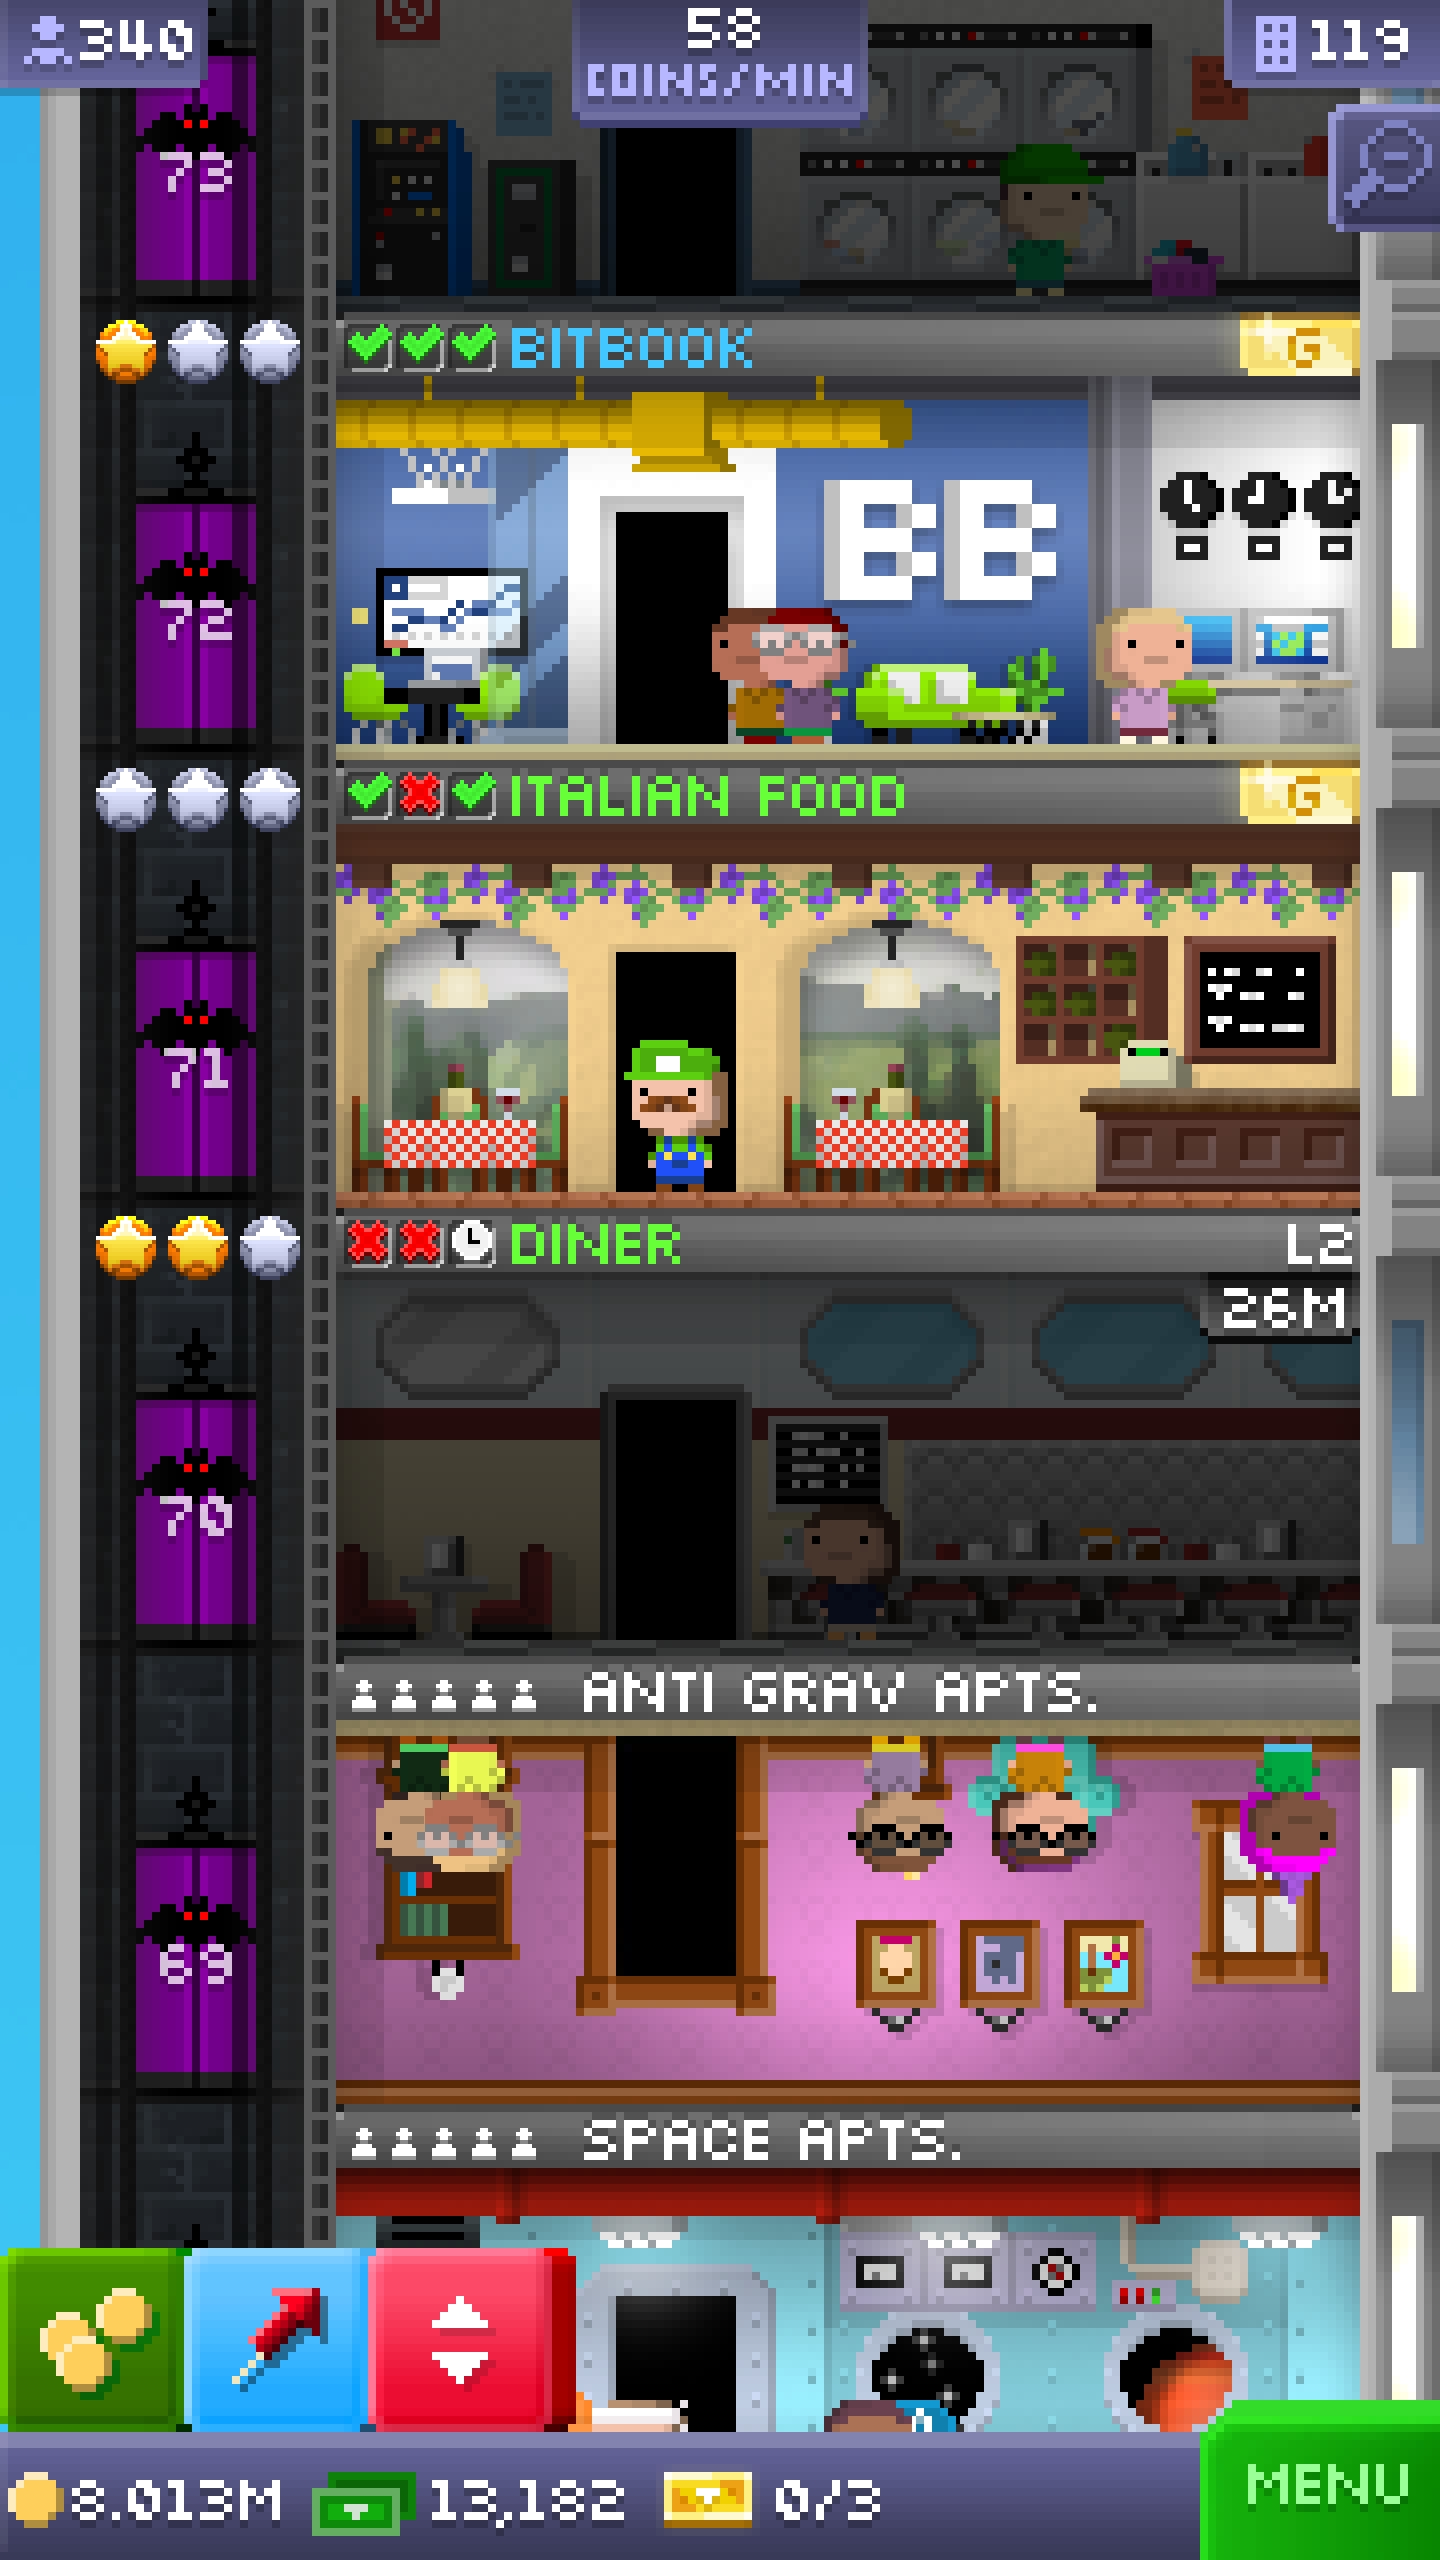 340
58
COINS/MIN
119
73
BITBOOK
G
BB
72
ITALIAN FOOD
G
71
DINER
L2
26M
70
ANTI GRAV APTS.
69
SPACE APTS.
8.013M
13,182
0/3
MENU